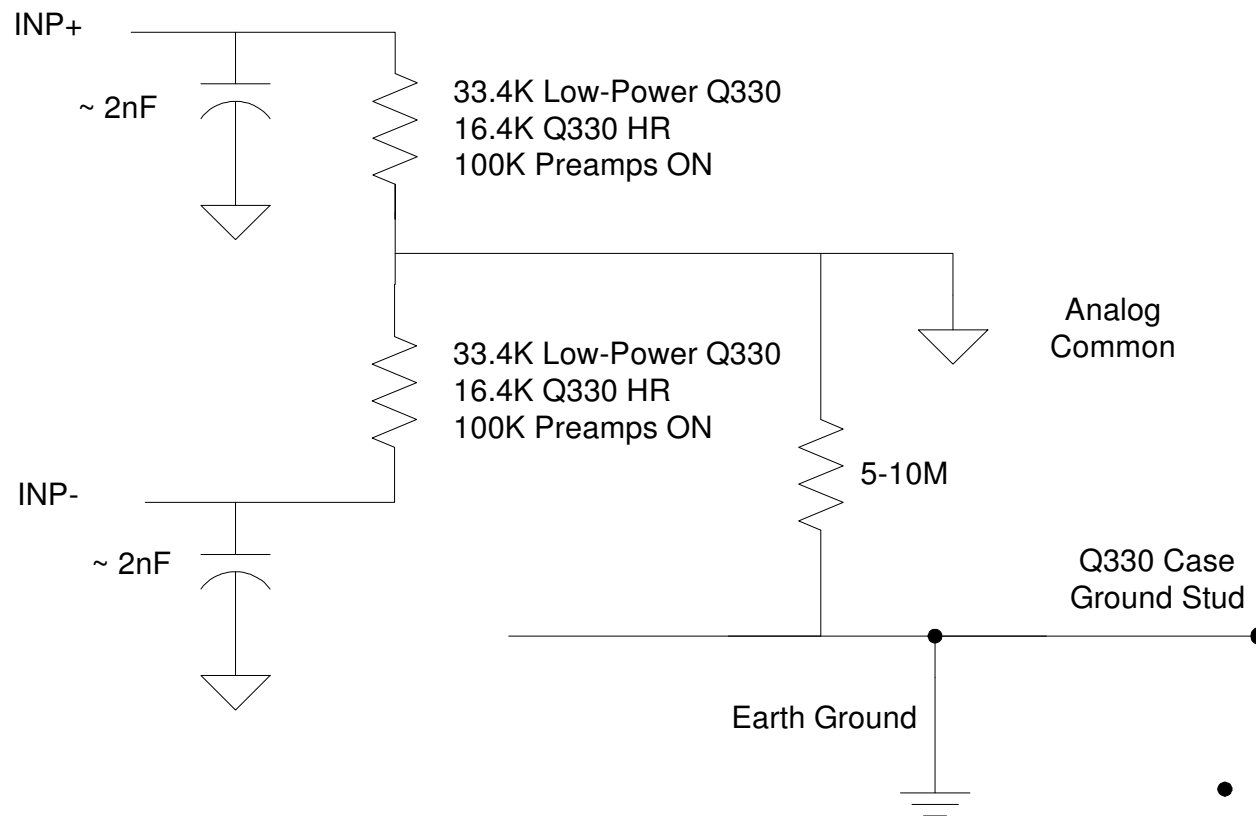 INP+
~ 2nF
33.4K Low-Power Q330
16.4K Q330 HR
100K Preamps ON
Analog
Common
33.4K Low-Power Q330
16.4K Q330 HR
100K Preamps ON
5-10M
INP-
~ 2nF
Q330 Case
Ground Stud
Earth Ground